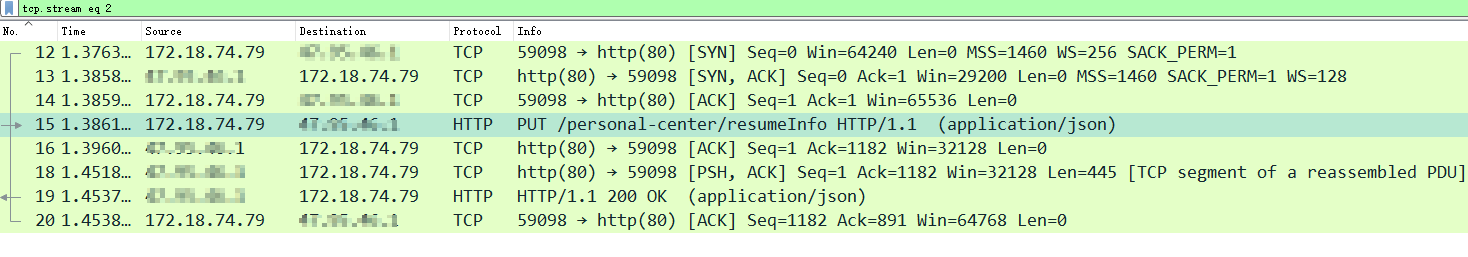 tcp.stream eq 2
No. Time Source Destination Protocol Info
12 1.3763… 172.18.74.79 TCP 59098 → http(80) [SYN] Seq=0 Win=64240 Len=0 MSS=1460 WS=256 SACK_PERM=1
13 1.3858… 172.18.74.79 TCP http(80) → 59098 [SYN, ACK] Seq=0 Ack=1 Win=29200 Len=0 MSS=1460 SACK_PERM=1 WS=128
14 1.3859… 172.18.74.79 TCP 59098 → http(80) [ACK] Seq=1 Ack=1 Win=65536 Len=0
15 1.3861… 172.18.74.79 HTTP PUT /personal-center/resumeInfo HTTP/1.1 (application/json)
16 1.3960… 172.18.74.79 TCP http(80) → 59098 [ACK] Seq=1 Ack=1182 Win=32128 Len=0
18 1.4518… 172.18.74.79 TCP http(80) → 59098 [PSH, ACK] Seq=1 Ack=1182 Win=32128 Len=445 [TCP segment of a reassembled PDU]
19 1.4537… 172.18.74.79 HTTP HTTP/1.1 200 OK (application/json)
20 1.4538… 172.18.74.79 TCP 59098 → http(80) [ACK] Seq=1182 Ack=891 Win=64768 Len=0